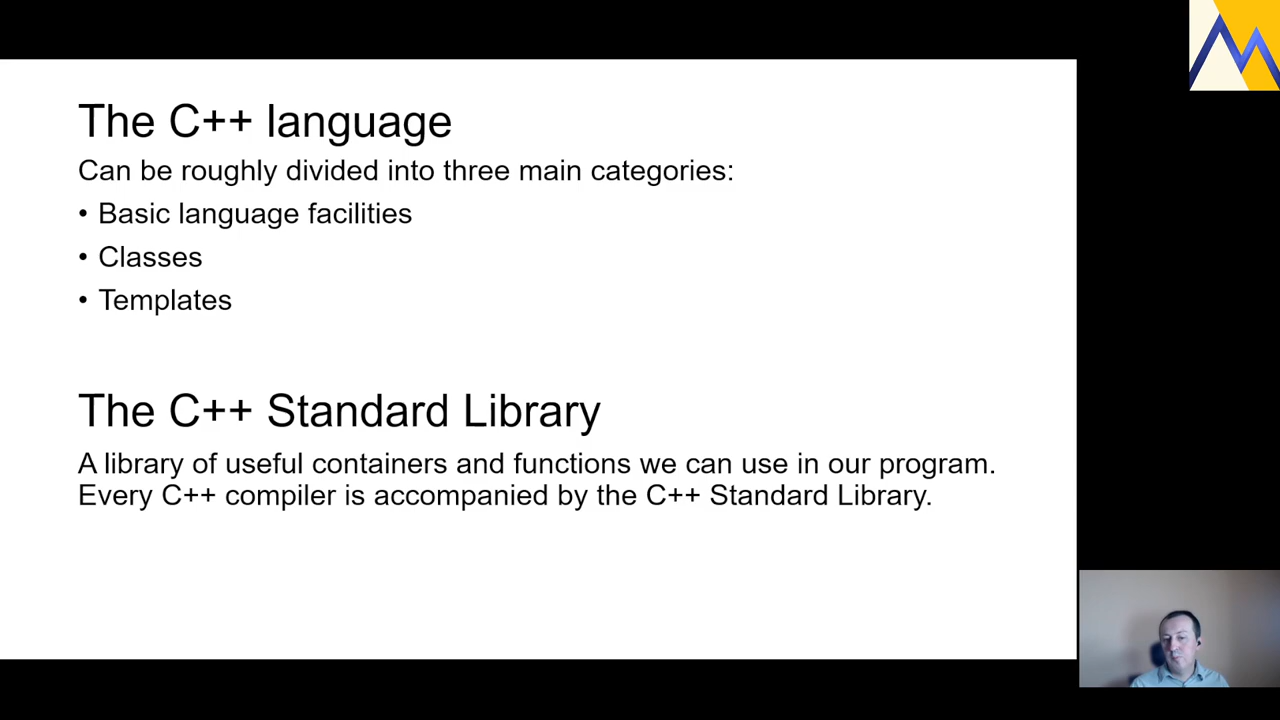 The C++ language
Can be roughly divided into three main categories:
• Basic language facilities
• Classes
• Templates
The C++ Standard Library
A library of useful containers and functions we can use in our program.
Every C++ compiler is accompanied by the C++ Standard Library.